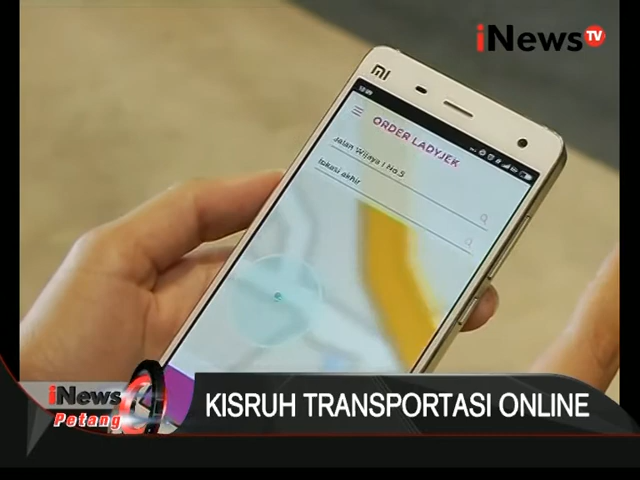 iNews TV
mi
ORDER LADYJEK
Jalan Wijaya I No.5
lokasi akhir
iNews
Petang
KISRUH TRANSPORTASI ONLINE